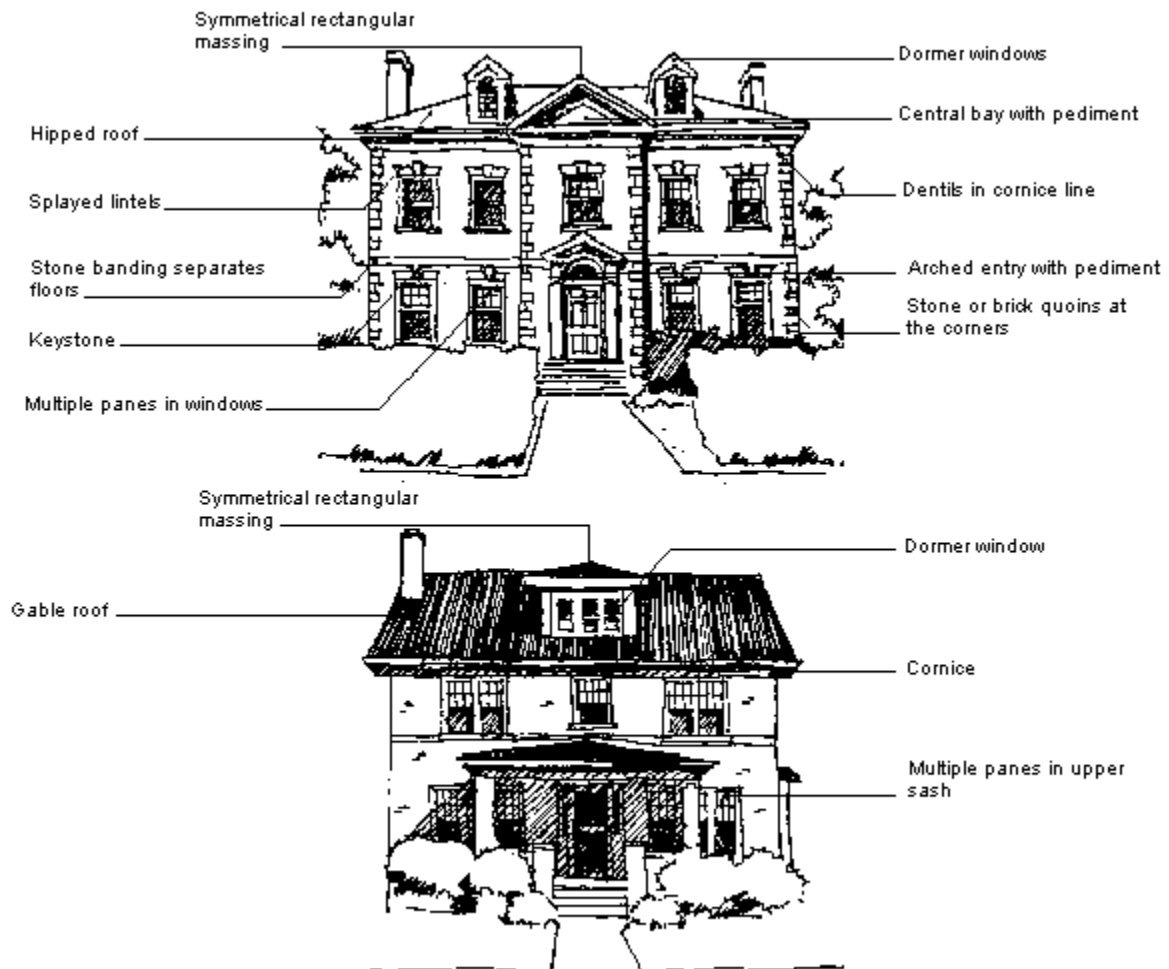 Symmetrical rectangular
massing
Dormer windows
Central bay with pediment
Hipped roof
Dentils in cornice line
Splayed lintels
Stone banding separates
floors
Arched entry with pediment
Stone or brick quoins at
the corners
Keystone
Multiple panes in windows
Symmetrical rectangular
massing
Dormer window
Gable roof
Cornice
Multiple panes in upper
sash